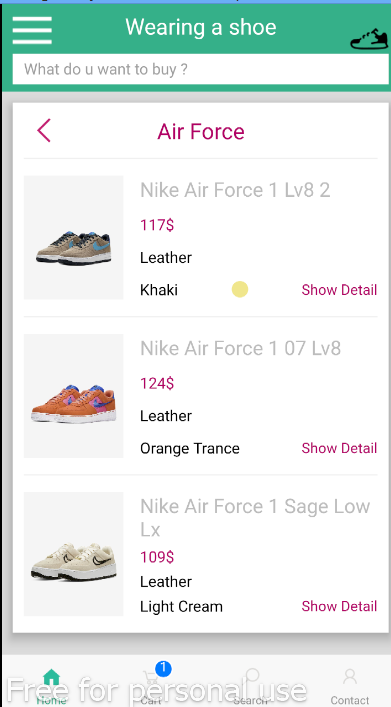 Wearing a shoe
What do u want to buy ?
Air Force
Nike Air Force 1 Lv8 2
117$
Leather
Khaki
Show Detail
Nike Air Force 1 07 Lv8
124$
Leather
Orange Trance
Show Detail
Nike Air Force 1 Sage Low
Lx
109$
Leather
Light Cream
Show Detail
1
Home
Cart
Search
Contact
Free for personal use